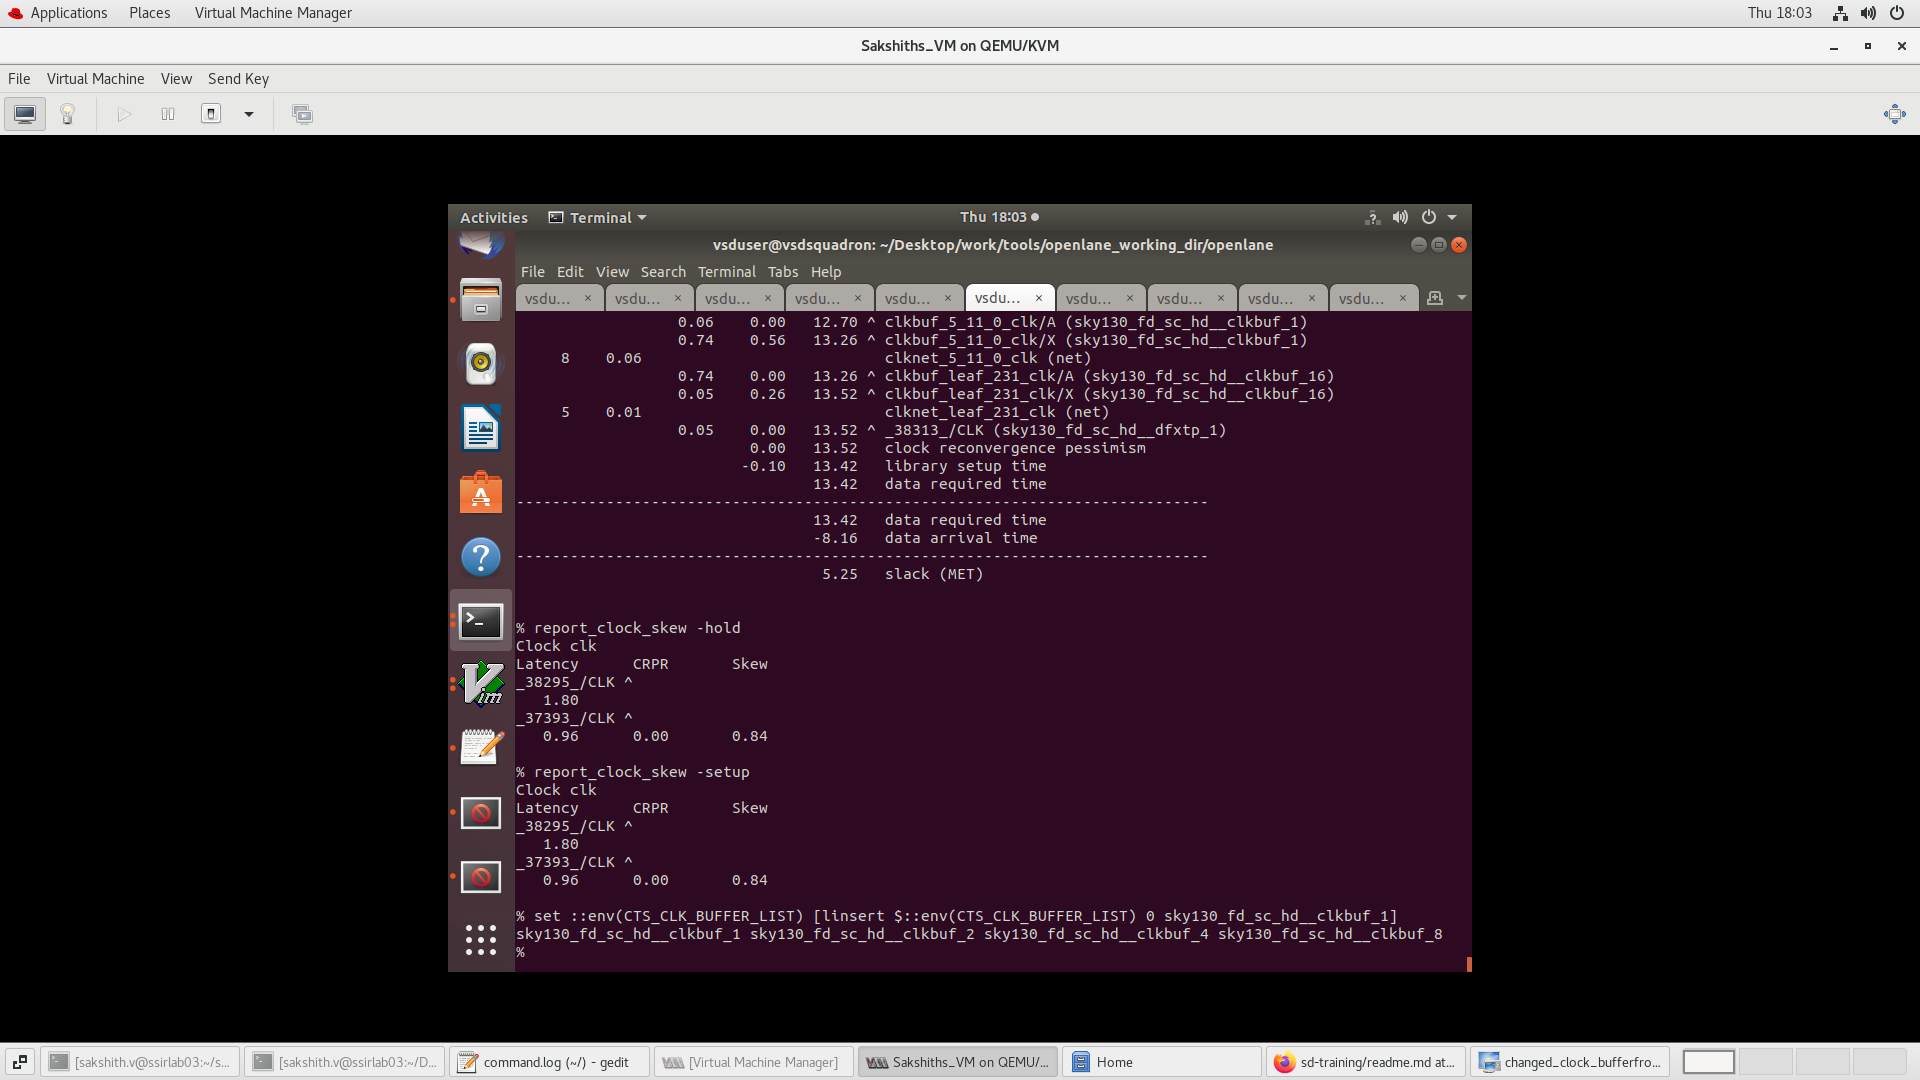 Applications Places Virtual Machine Manager Thu 18:03
Sakshiths_VM on QEMU/KVM
File Virtual Machine View Send Key
Activities Terminal Thu 18:03
vsduser@vsdsquadron: ~/Desktop/work/tools/openlane_working_dir/openlane
File Edit View Search Terminal Tabs Help
vsdu... × vsdu... × vsdu... × vsdu... × vsdu... × vsdu... × vsdu... × vsdu... × vsdu... × vsdu... ×
0.06 0.00 12.70 ^ clkbuf_5_11_0_clk/A (sky130_fd_sc_hd__clkbuf_1)
0.74 0.56 13.26 ^ clkbuf_5_11_0_clk/X (sky130_fd_sc_hd__clkbuf_1)
8 0.06 clknet_5_11_0_clk (net)
0.74 0.00 13.26 ^ clkbuf_leaf_231_clk/A (sky130_fd_sc_hd__clkbuf_16)
0.05 0.26 13.52 ^ clkbuf_leaf_231_clk/X (sky130_fd_sc_hd__clkbuf_16)
5 0.01 clknet_leaf_231_clk (net)
0.05 0.00 13.52 ^ _38313_/CLK (sky130_fd_sc_hd__dfxtp_1)
0.00 13.52 clock reconvergence pessimism
-0.10 13.42 library setup time
13.42 data required time
-----------------------------------------------------------------------------
13.42 data required time
-8.16 data arrival time
-----------------------------------------------------------------------------
5.25 slack (MET)
% report_clock_skew -hold
Clock clk
Latency CRPR Skew
_38295_/CLK ^
1.80
_37393_/CLK ^
0.96 0.00 0.84
% report_clock_skew -setup
Clock clk
Latency CRPR Skew
_38295_/CLK ^
1.80
_37393_/CLK ^
0.96 0.00 0.84
% set ::env(CTS_CLK_BUFFER_LIST) [linsert $::env(CTS_CLK_BUFFER_LIST) 0 sky130_fd_sc_hd__clkbuf_1]
sky130_fd_sc_hd__clkbuf_1 sky130_fd_sc_hd__clkbuf_2 sky130_fd_sc_hd__clkbuf_4 sky130_fd_sc_hd__clkbuf_8
%
[sakshith.v@ssirlab03:~/s... [sakshith.v@ssirlab03:~/D... command.log (~/) - gedit [Virtual Machine Manager] Sakshiths_VM on QEMU/... Home sd-training/readme.md at... changed_clock_bufferfro...